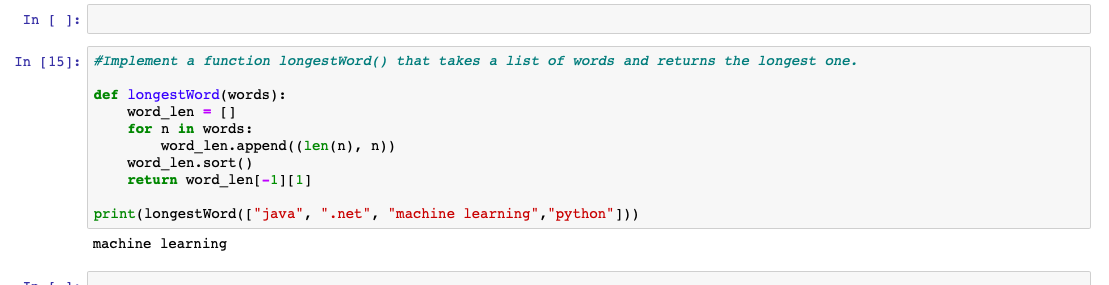 In [ ]:
In [15]: #Implement a function longestWord() that takes a list of words and returns the longest one.
def longestWord(words):
    word_len = []
    for n in words:
        word_len.append((len(n), n))
    word_len.sort()
    return word_len[-1][1]
print(longestWord(["java", ".net", "machine learning","python"]))
machine learning